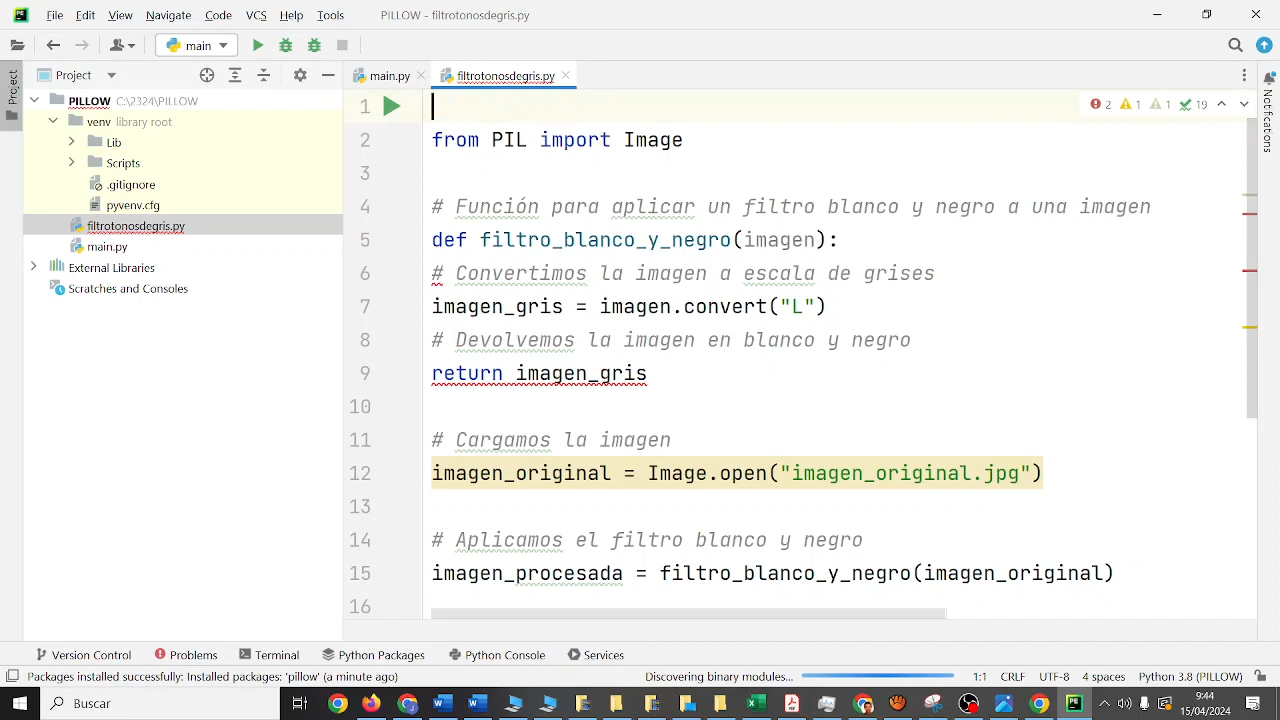 File Edit View Navigate Code VCS Help Tools PILLOW - filtrotonosdegris.py
main
Project main.py filtrotonosdegris.py
Project
PILLOW C:\2324\PILLOW
venv library root
Lib
Scripts
.gitignore
pyvenv.cfg
filtrotonosdegris.py
main.py
External Libraries
Scratches and Consoles
2 1 1 19
1
2 from PIL import Image
3
4 # Función para aplicar un filtro blanco y negro a una imagen
5 def filtro_blanco_y_negro(imagen):
6 # Convertimos la imagen a escala de grises
7 imagen_gris = imagen.convert("L")
8 # Devolvemos la imagen en blanco y negro
9 return imagen_gris
10
11 # Cargamos la imagen
12 imagen_original = Image.open("imagen_original.jpg")
13
14 # Aplicamos el filtro blanco y negro
15 imagen_procesada = filtro_blanco_y_negro(imagen_original)
16
Notifications
Version Control Problems Terminal Python Packages Python Console Services
Packages installed successfully: Installed packages: 'pillow' (a minute ago) Discovering binary modules... 1:1 CRLF UTF-8 4 spaces Python 3.8 (PILLOW)
Buscar
9:44
15/04/2024